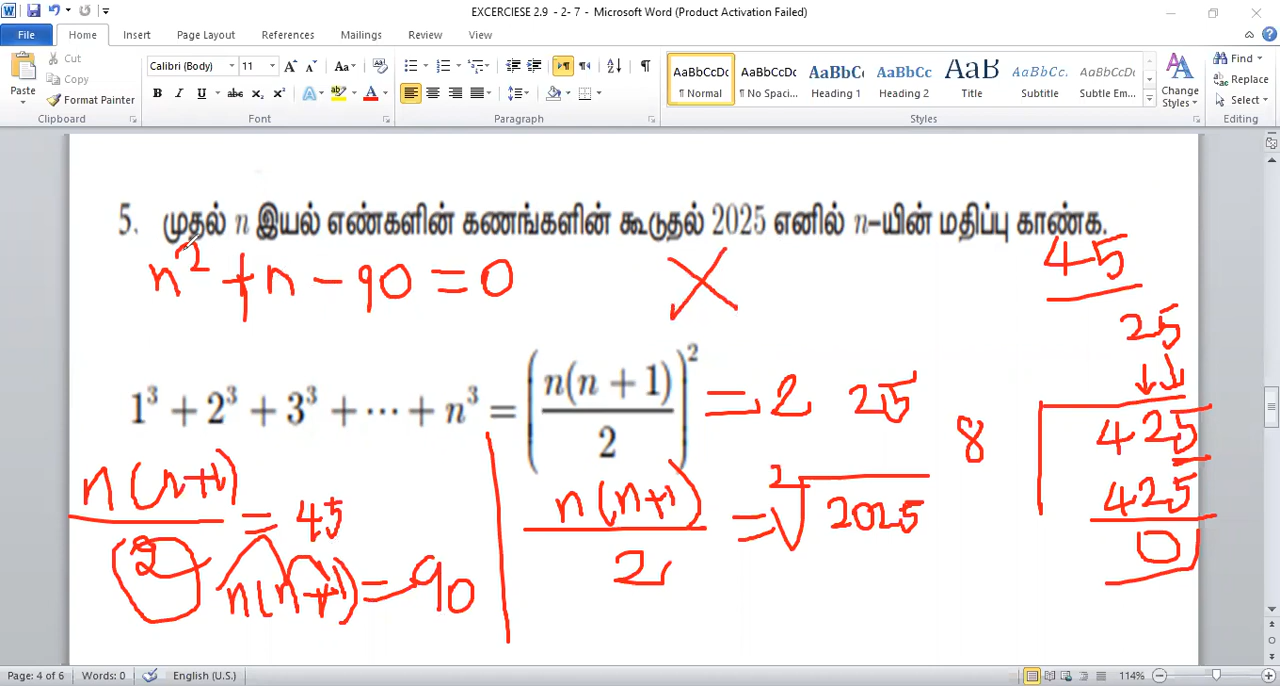 EXCERCIESE 2.9 - 2- 7 - Microsoft Word (Product Activation Failed)
File Home Insert Page Layout References Mailings Review View
Paste Cut Copy Format Painter
Calibri (Body) 11
AaBbCcDc AaBbCcDc AaBbC AaBbCc AaB AaBbCc. AaBbCcDc
¶ Normal ¶ No Spaci... Heading 1 Heading 2 Title Subtitle Subtle Em...
Change Styles
Find Replace Select
Clipboard Font Paragraph Styles Editing
5. முதல் n இயல் எண்களின் கணங்களின் கூடுதல் 2025 எனில் n-யின் மதிப்பு காண்க.
n² + n − 90 = 0
45
25
1³ + 2³ + 3³ + ⋯ + n³ = (n(n + 1)/2)² = 2 25
8 425
425
0
n(n+1)/2 = 45
n(n+1) = 90
n(n+1)/2 = ²√2025
Page: 4 of 6 Words: 0 English (U.S.) 114%